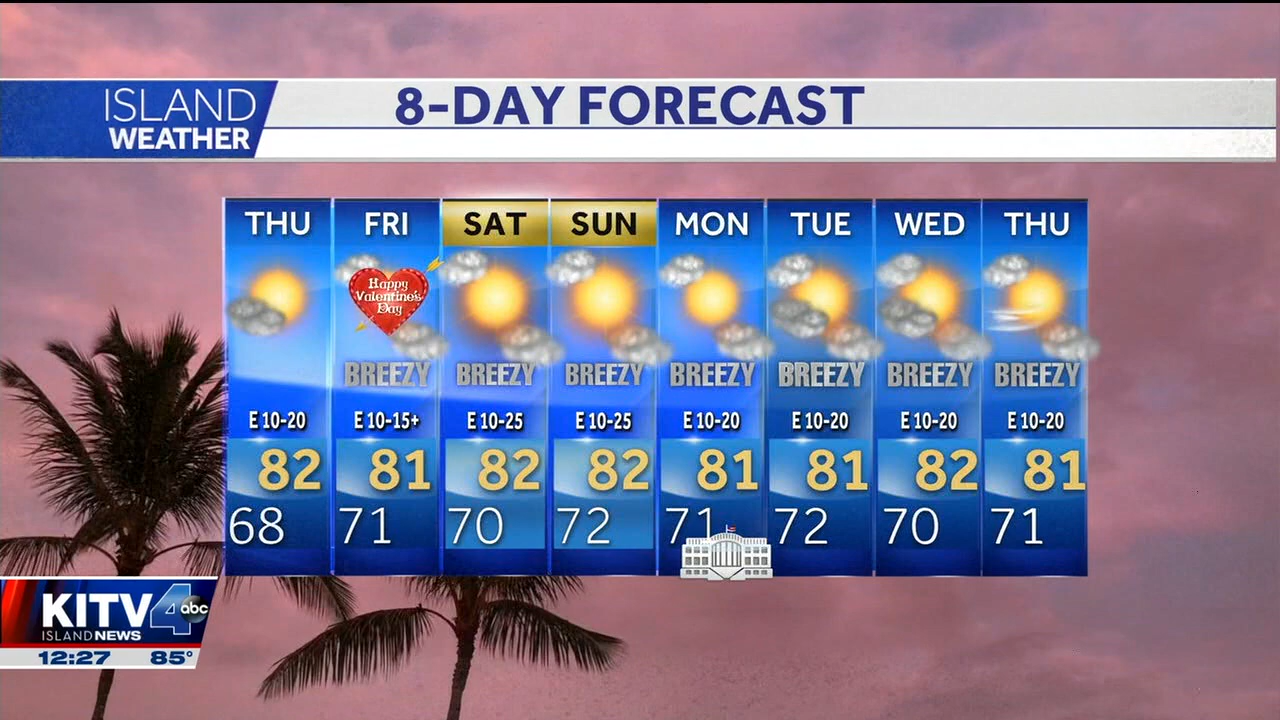 ISLAND
WEATHER
8-DAY FORECAST
THU FRI SAT SUN MON TUE WED THU
Happy
Valentine's
Day
BREEZY BREEZY BREEZY BREEZY BREEZY BREEZY BREEZY
E 10-20 E 10-15+ E 10-25 E 10-25 E 10-20 E 10-20 E 10-20 E 10-20
82 81 82 82 81 81 82 81
68 71 70 72 71 72 70 71
KITV4 abc
ISLAND NEWS
12:27 85°